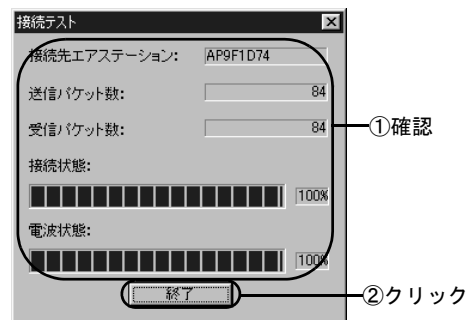 接続テスト
接続先エアステーション: AP9F1D74
送信パケット数: 84
受信パケット数: 84
①確認
接続状態:
100%
電波状態:
100%
終了
②クリック